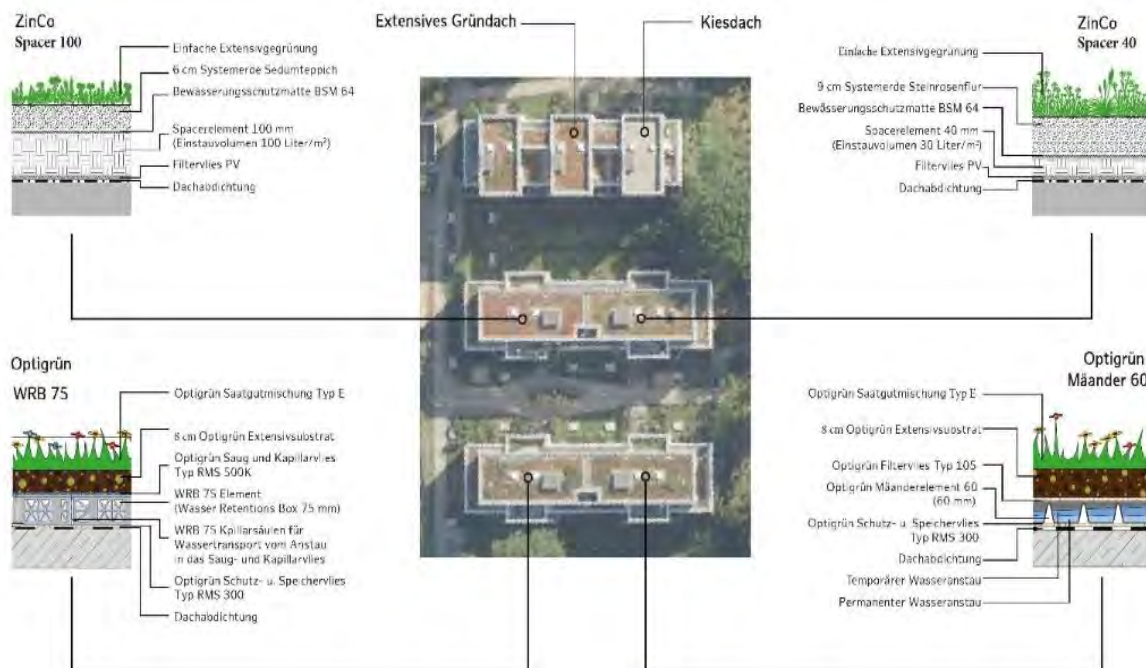 ZinCo
Spacer 100
Einfache Extensivgegrünung
6 cm Systemerde Sedumteppich
Bewässerungsschutzmatte BSM 64
Spacerelement 100 mm
(Einstauvolumen 100 Liter/m²)
Filtervlies PV
Dachabdichtung
Extensives Gründach
Kiesdach
ZinCo
Spacer 40
Einfache Extensivgegrünung
9 cm Systemerde Steinrosenflur
Bewässerungsschutzmatte BSM 64
Spacerelement 40 mm
(Einstauvolumen 30 Liter/m²)
Filtervlies PV
Dachabdichtung
Optigrün
WRB 75
Optigrün Saatgutmischung Typ E
8 cm Optigrün Extensivsubstrat
Optigrün Saug und Kapillarvlies
Typ RMS 500K
WRB 75 Element
(Wasser Retentions Box 75 mm)
WRB 75 Kpillarsäulen für
Wassertransport vom Anstau
in das Saug- und Kapillarvlies
Optigrün Schutz- u. Speichervlies
Typ RMS 300
Dachabdichtung
Optigrün
Mäander 60
Optigrün Saatgutmischung Typ E
8 cm Optigrün Extensivsubstrat
Optigrün Filtervlies Typ 105
Optigrün Mäanderelement 60
(60 mm)
Optigrün Schutz- u. Speichervlies
Typ RMS 300
Dachabdichtung
Temporärer Wasseranstau
Permanenter Wasseranstau